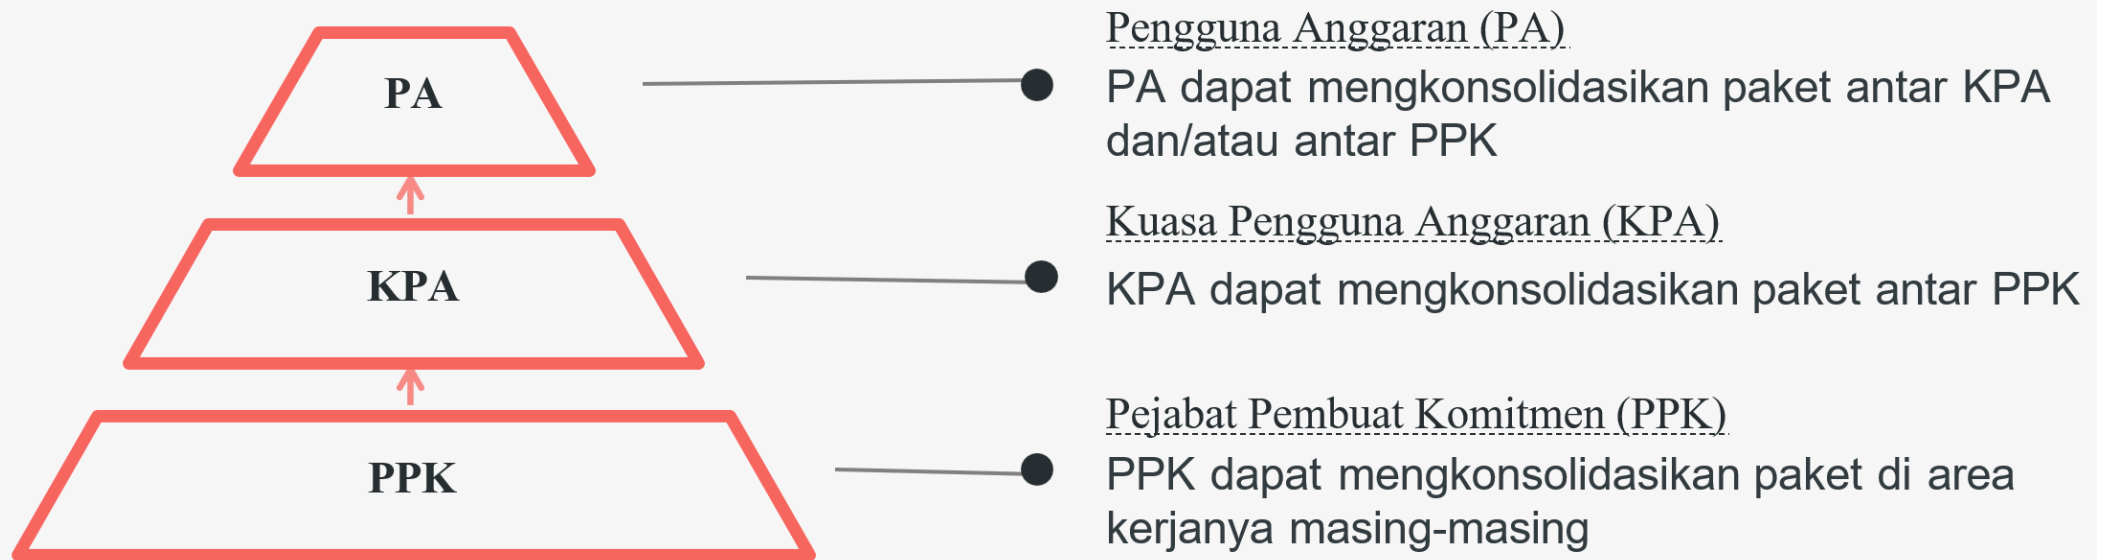 PA
Pengguna Anggaran (PA)
PA dapat mengkonsolidasikan paket antar KPA
dan/atau antar PPK
KPA
Kuasa Pengguna Anggaran (KPA)
KPA dapat mengkonsolidasikan paket antar PPK
PPK
Pejabat Pembuat Komitmen (PPK)
PPK dapat mengkonsolidasikan paket di area
kerjanya masing-masing